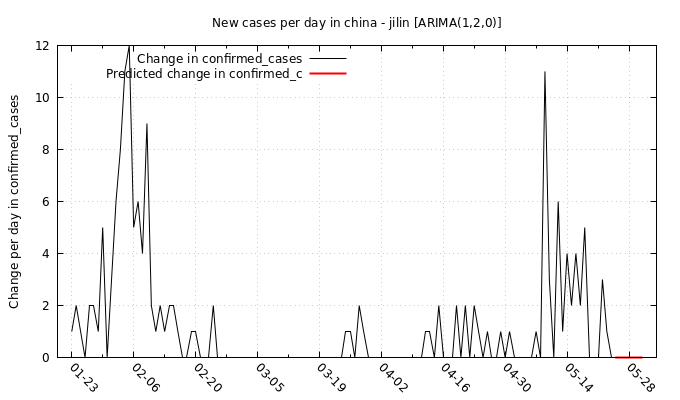 New cases per day in china - jilin [ARIMA(1,2,0)]
Change in confirmed_cases
Predicted change in confirmed_c
Change per day in confirmed_cases
12
10
8
6
4
2
0
01-23 02-06 02-20 03-05 03-19 04-02 04-16 04-30 05-14 05-28